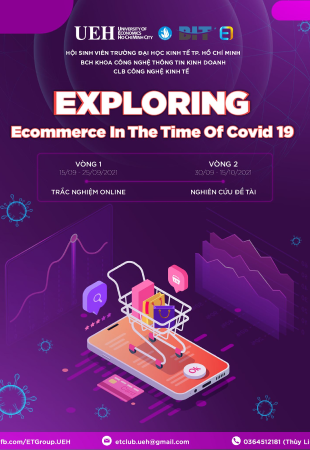 UEH UNIVERSITY OF ECONOMICS HO CHI MINH CITY BIT
HỘI SINH VIÊN TRƯỜNG ĐẠI HỌC KINH TẾ TP. HỒ CHÍ MINH
BCH KHOA CÔNG NGHỆ THÔNG TIN KINH DOANH
CLB CÔNG NGHỆ KINH TẾ
EXPLORING
Ecommerce In The Time Of Covid 19
VÒNG 1
15/09 - 25/09/2021
TRẮC NGHIỆM ONLINE
VÒNG 2
30/09 - 15/10/2021
NGHIÊN CỨU ĐỀ TÀI
OK
fb.com/ETGroup.UEH
etclub.ueh@gmail.com
0364512181 (Thùy Li